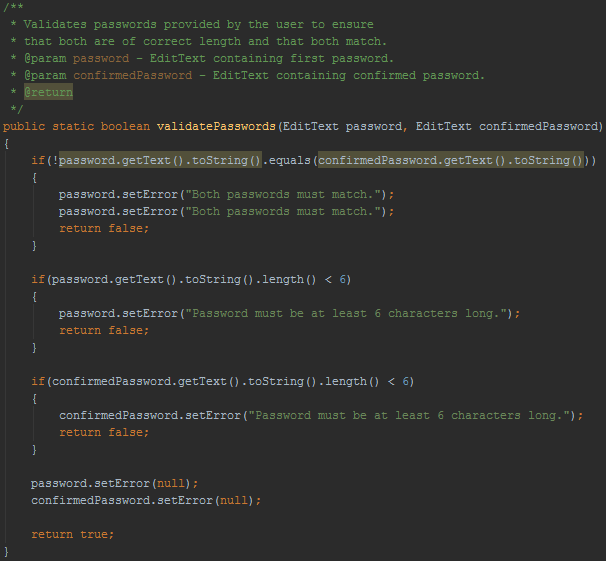 /**
 * Validates passwords provided by the user to ensure
 * that both are of correct length and that both match.
 * @param password - EditText containing first password.
 * @param confirmedPassword - EditText containing confirmed password.
 * @return
 */
public static boolean validatePasswords(EditText password, EditText confirmedPassword)
{
    if(!password.getText().toString().equals(confirmedPassword.getText().toString()))
    {
        password.setError("Both passwords must match.");
        password.setError("Both passwords must match.");
        return false;
    }

    if(password.getText().toString().length() < 6)
    {
        password.setError("Password must be at least 6 characters long.");
        return false;
    }

    if(confirmedPassword.getText().toString().length() < 6)
    {
        confirmedPassword.setError("Password must be at least 6 characters long.");
        return false;
    }

    password.setError(null);
    confirmedPassword.setError(null);

    return true;
}